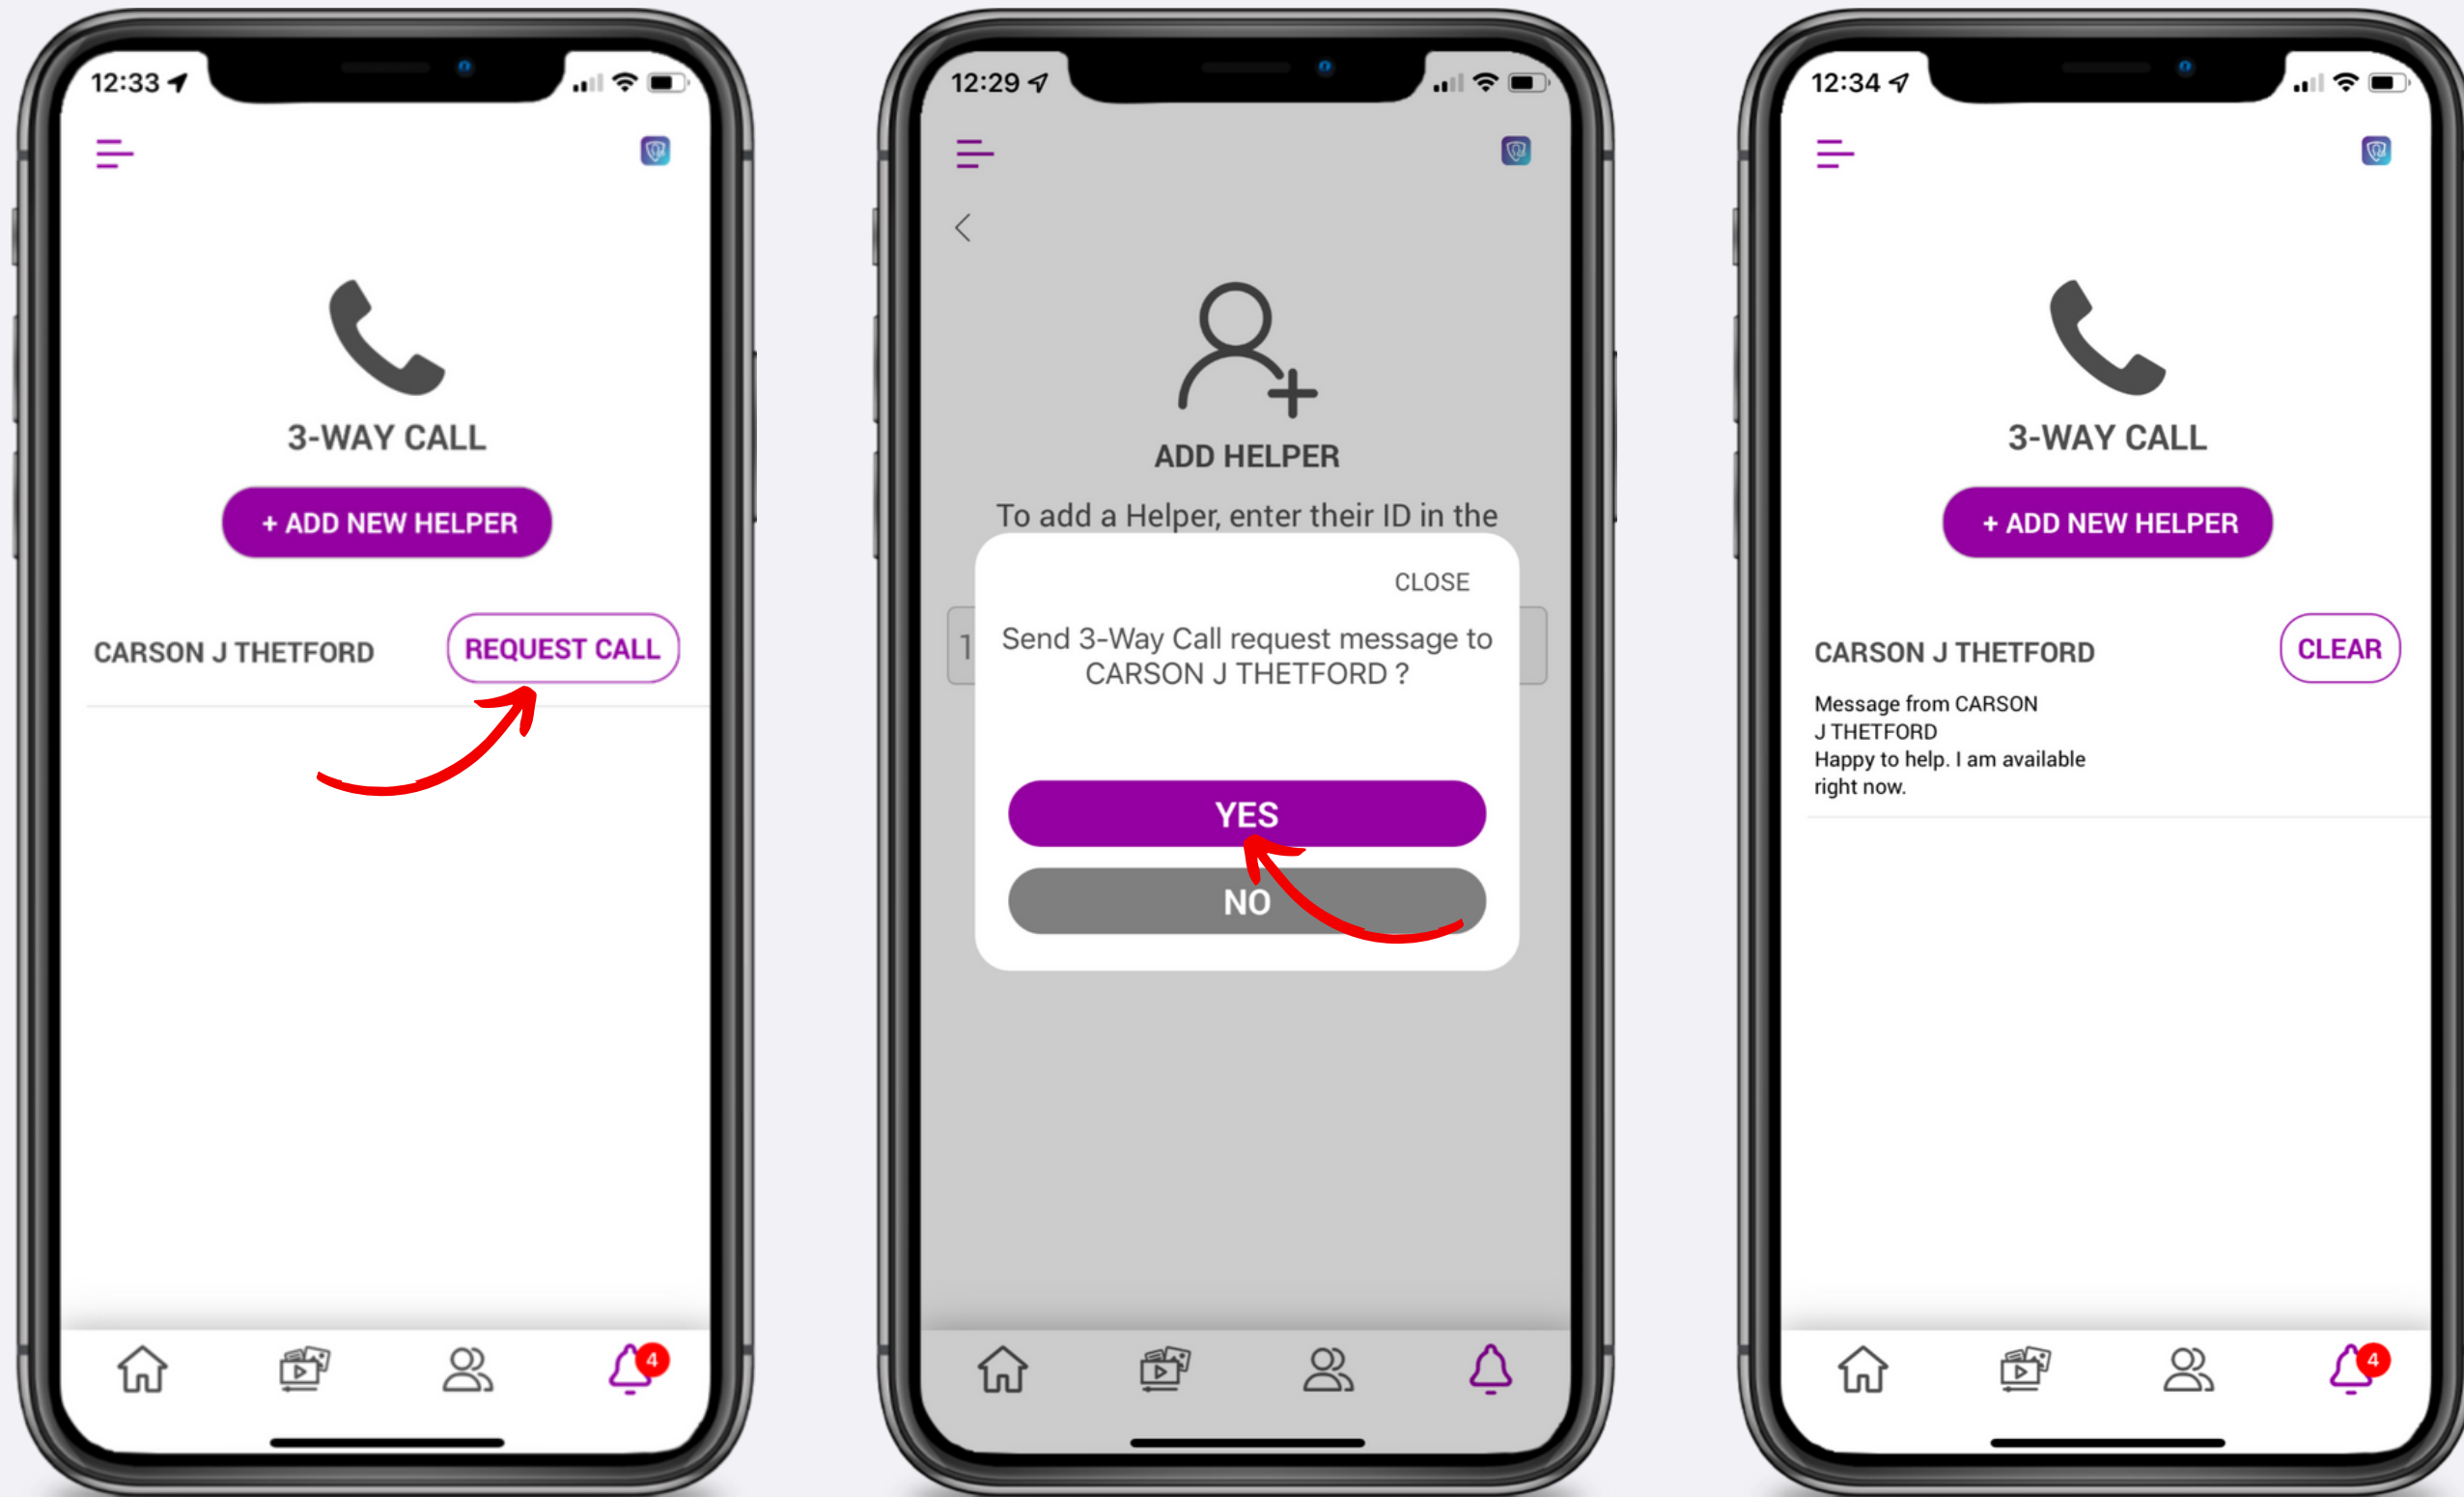 12:33
3-WAY CALL
+ ADD NEW HELPER
CARSON J THETFORD
REQUEST CALL
4
12:29
ADD HELPER
To add a Helper, enter their ID in the
1
CLOSE
Send 3-Way Call request message to
CARSON J THETFORD ?
YES
NO
12:34
3-WAY CALL
+ ADD NEW HELPER
CARSON J THETFORD
CLEAR
Message from CARSON
J THETFORD
Happy to help. I am available
right now.
4